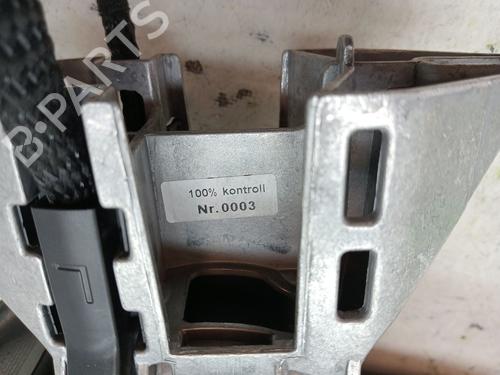 B-PARTS
100% kontroll
Nr.0003
L